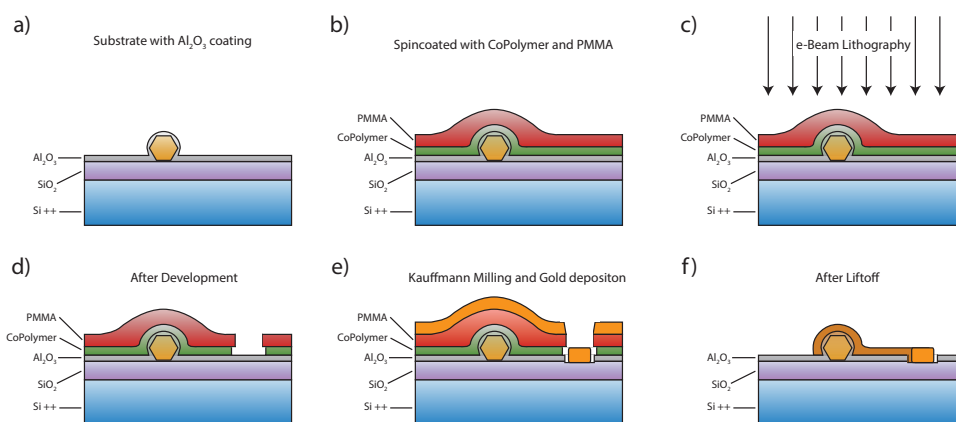 a)
Substrate with Al₂O₃ coating
Al₂O₃
SiO₂
Si ++
b)
Spincoated with CoPolymer and PMMA
PMMA
CoPolymer
Al₂O₃
SiO₂
Si ++
c)
e-Beam Lithography
PMMA
CoPolymer
Al₂O₃
SiO₂
Si ++
d)
After Development
PMMA
CoPolymer
Al₂O₃
SiO₂
Si ++
e)
Kauffmann Milling and Gold depositon
PMMA
CoPolymer
Al₂O₃
SiO₂
Si ++
f)
After Liftoff
Al₂O₃
SiO₂
Si ++